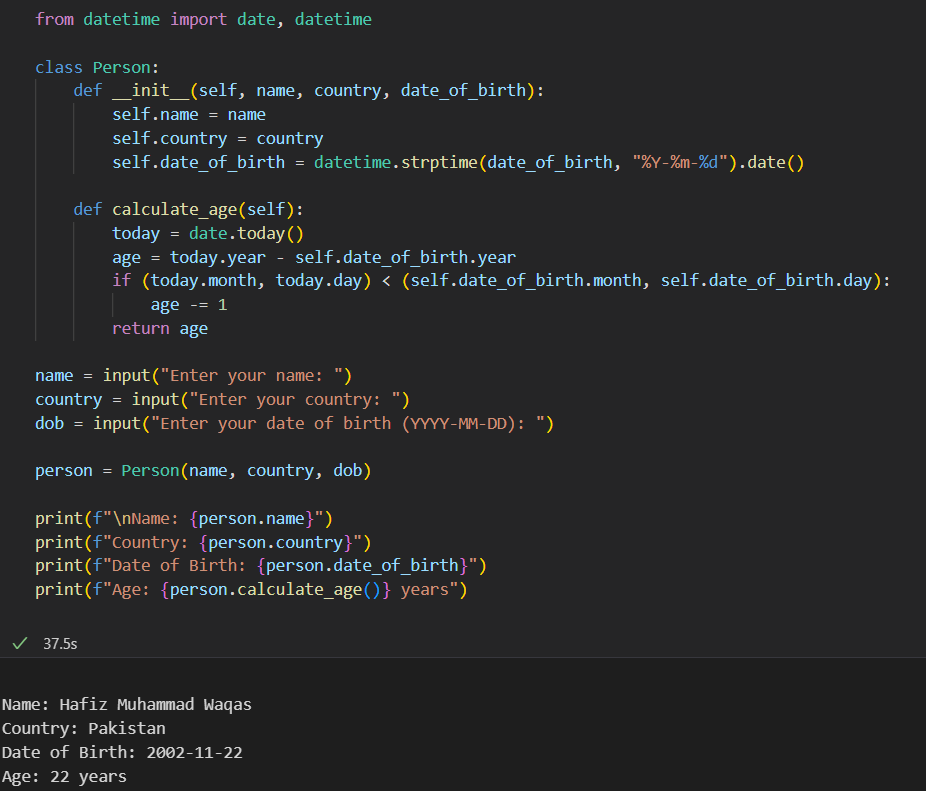 from datetime import date, datetime
class Person:
    def __init__(self, name, country, date_of_birth):
        self.name = name
        self.country = country
        self.date_of_birth = datetime.strptime(date_of_birth, "%Y-%m-%d").date()
    def calculate_age(self):
        today = date.today()
        age = today.year - self.date_of_birth.year
        if (today.month, today.day) < (self.date_of_birth.month, self.date_of_birth.day):
            age -= 1
        return age
name = input("Enter your name: ")
country = input("Enter your country: ")
dob = input("Enter your date of birth (YYYY-MM-DD): ")
person = Person(name, country, dob)
print(f"\nName: {person.name}")
print(f"Country: {person.country}")
print(f"Date of Birth: {person.date_of_birth}")
print(f"Age: {person.calculate_age()} years")
✓ 37.5s
Name: Hafiz Muhammad Waqas
Country: Pakistan
Date of Birth: 2002-11-22
Age: 22 years